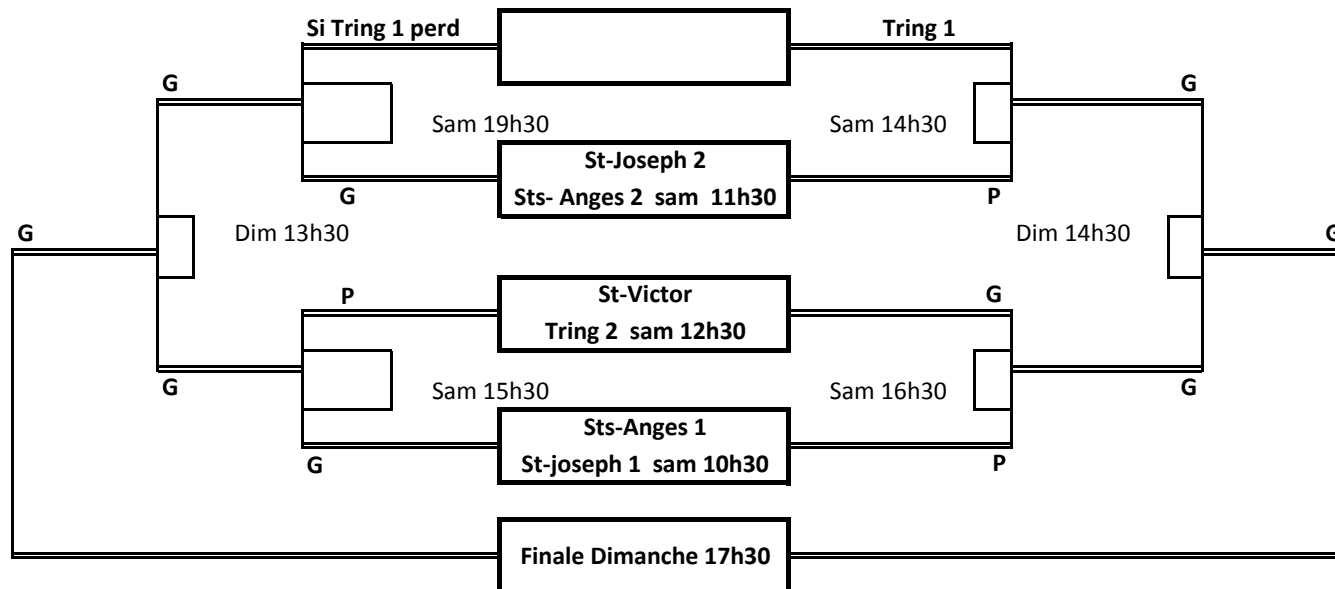 Si Tring 1 perd
Tring 1
G
G
Sam 19h30
Sam 14h30
St-Joseph 2
Sts- Anges 2 sam 11h30
G
P
G
Dim 13h30
Dim 14h30
G
P
St-Victor
G
Tring 2 sam 12h30
G
Sam 15h30
Sam 16h30
G
Sts-Anges 1
St-joseph 1 sam 10h30
G
P
Finale Dimanche 17h30